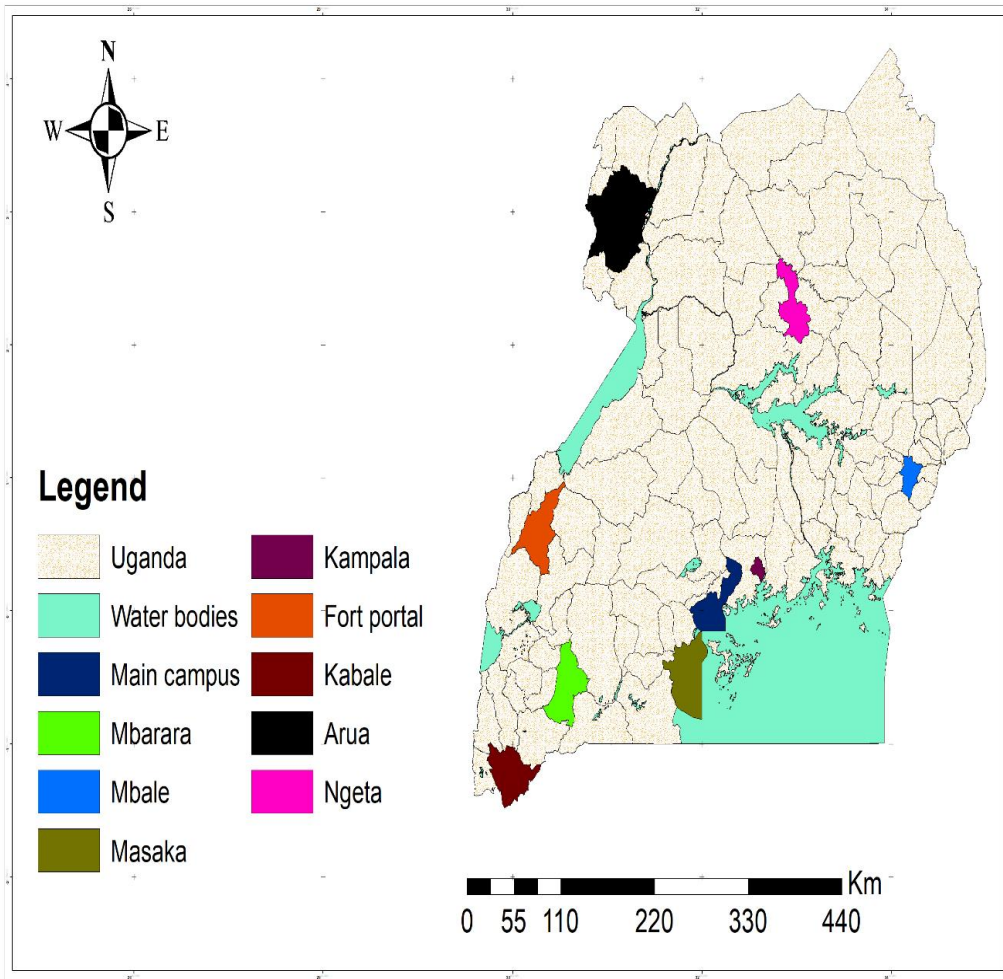 N
W E
S
Legend
Uganda
Water bodies
Main campus
Mbarara
Mbale
Masaka
Kampala
Fort portal
Kabale
Arua
Ngeta
Km
0 55 110 220 330 440